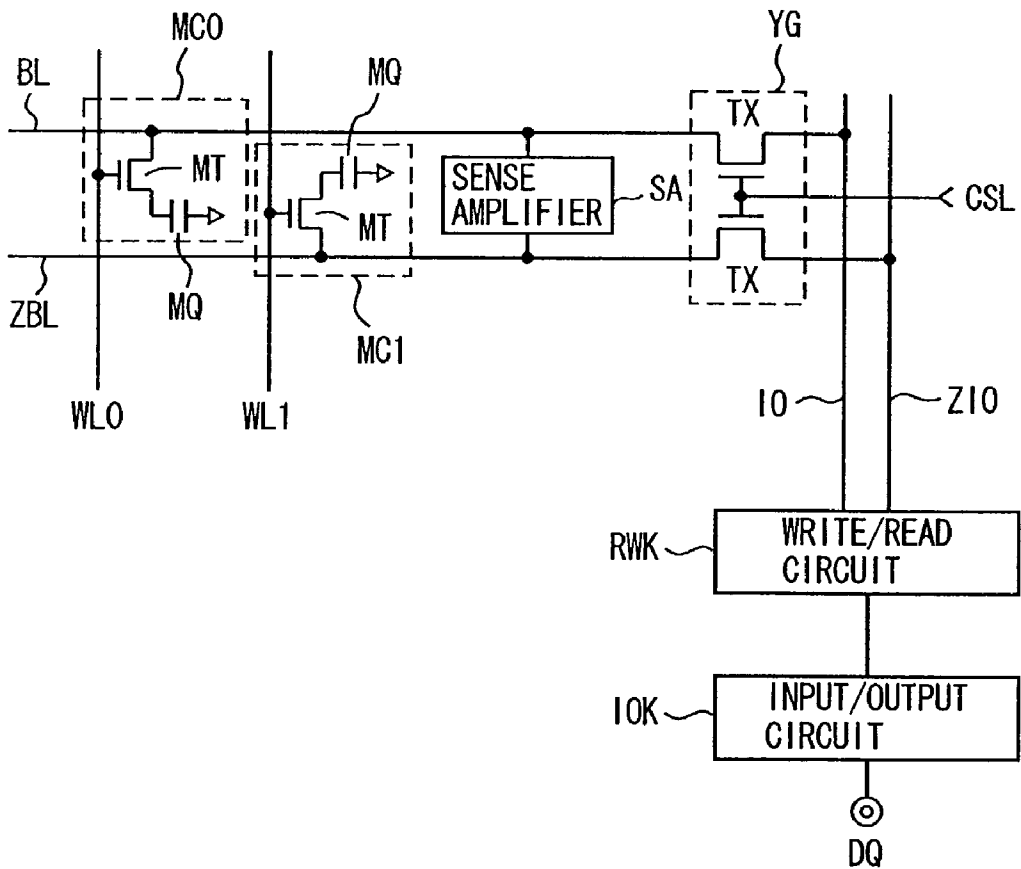 MC0
YG
BL
MQ
TX
MT
SENSE
AMPLIFIER
SA
CSL
MT
ZBL
MQ
TX
MC1
WL0
WL1
IO
ZIO
RWK
WRITE/READ
CIRCUIT
IOK
INPUT/OUTPUT
CIRCUIT
DQ